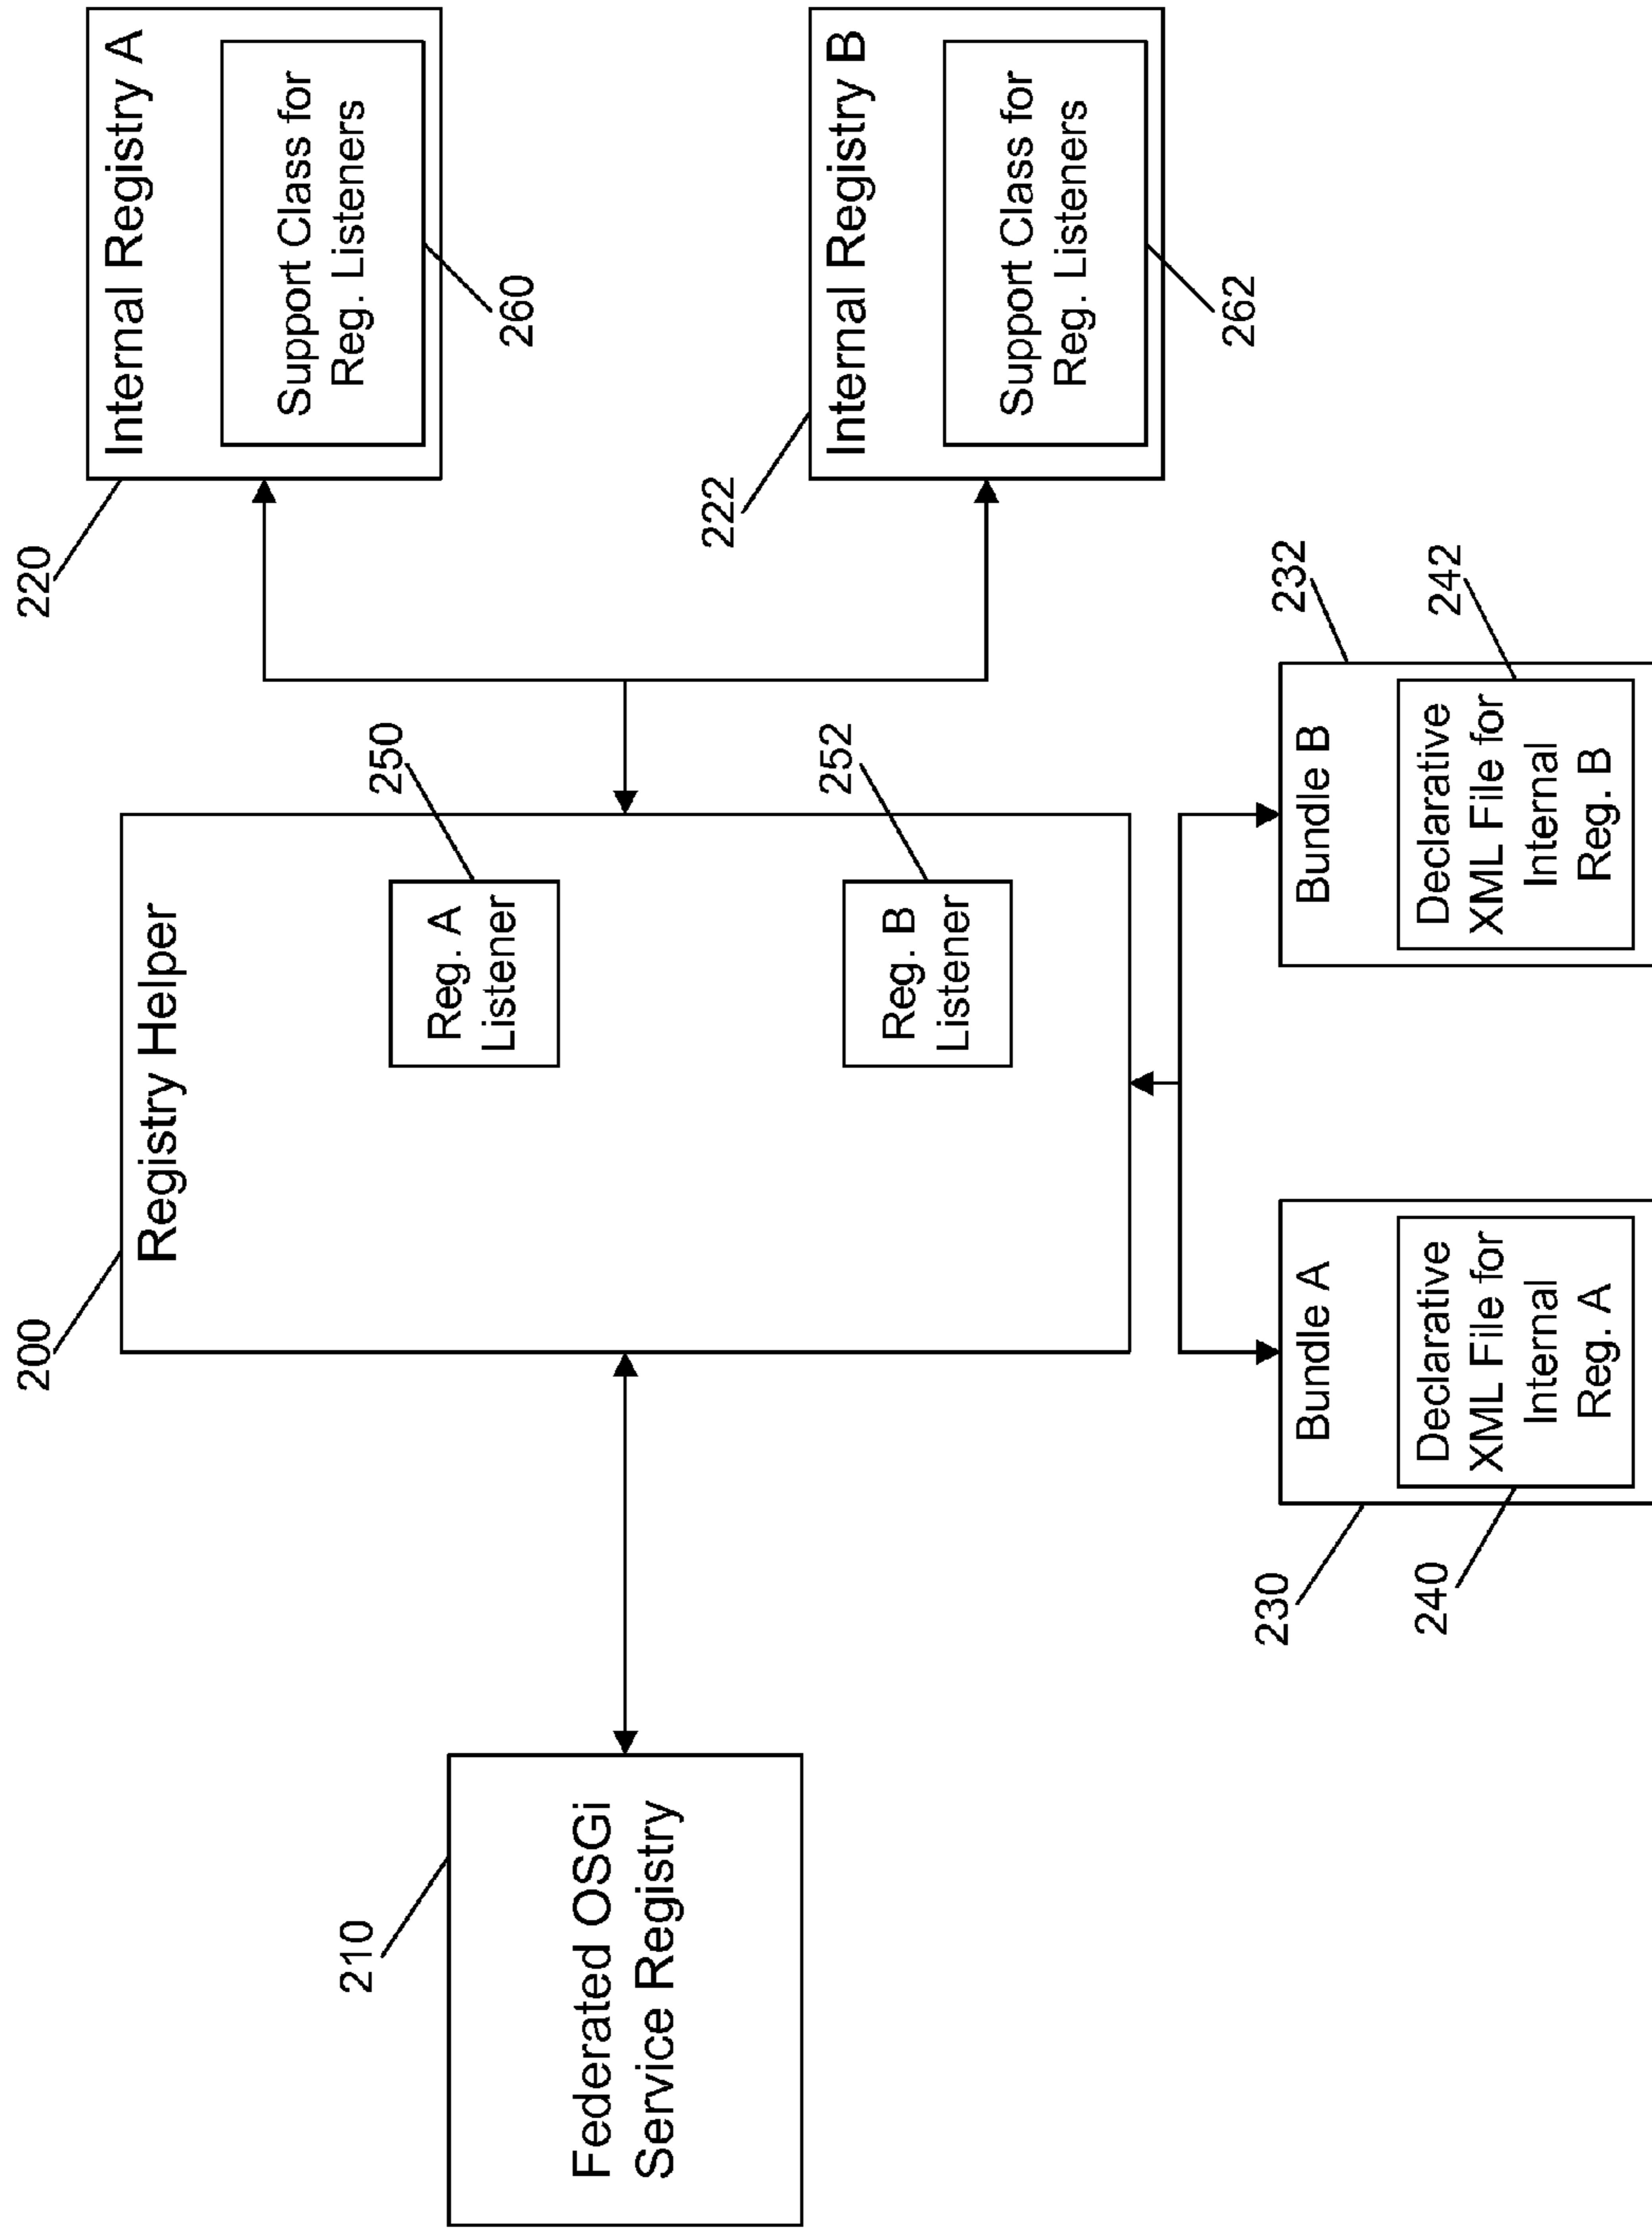 200
Registry Helper
220
Internal Registry A
Support Class for
Reg. Listeners
260
210
Federated OSGi
Service Registry
Reg. A
Listener
250
Reg. B
Listener
252
222
Internal Registry B
Support Class for
Reg. Listeners
262
230
Bundle A
Declarative
XML File for
Internal
Reg. A
240
Bundle B
232
Declarative
XML File for
Internal
Reg. B
242